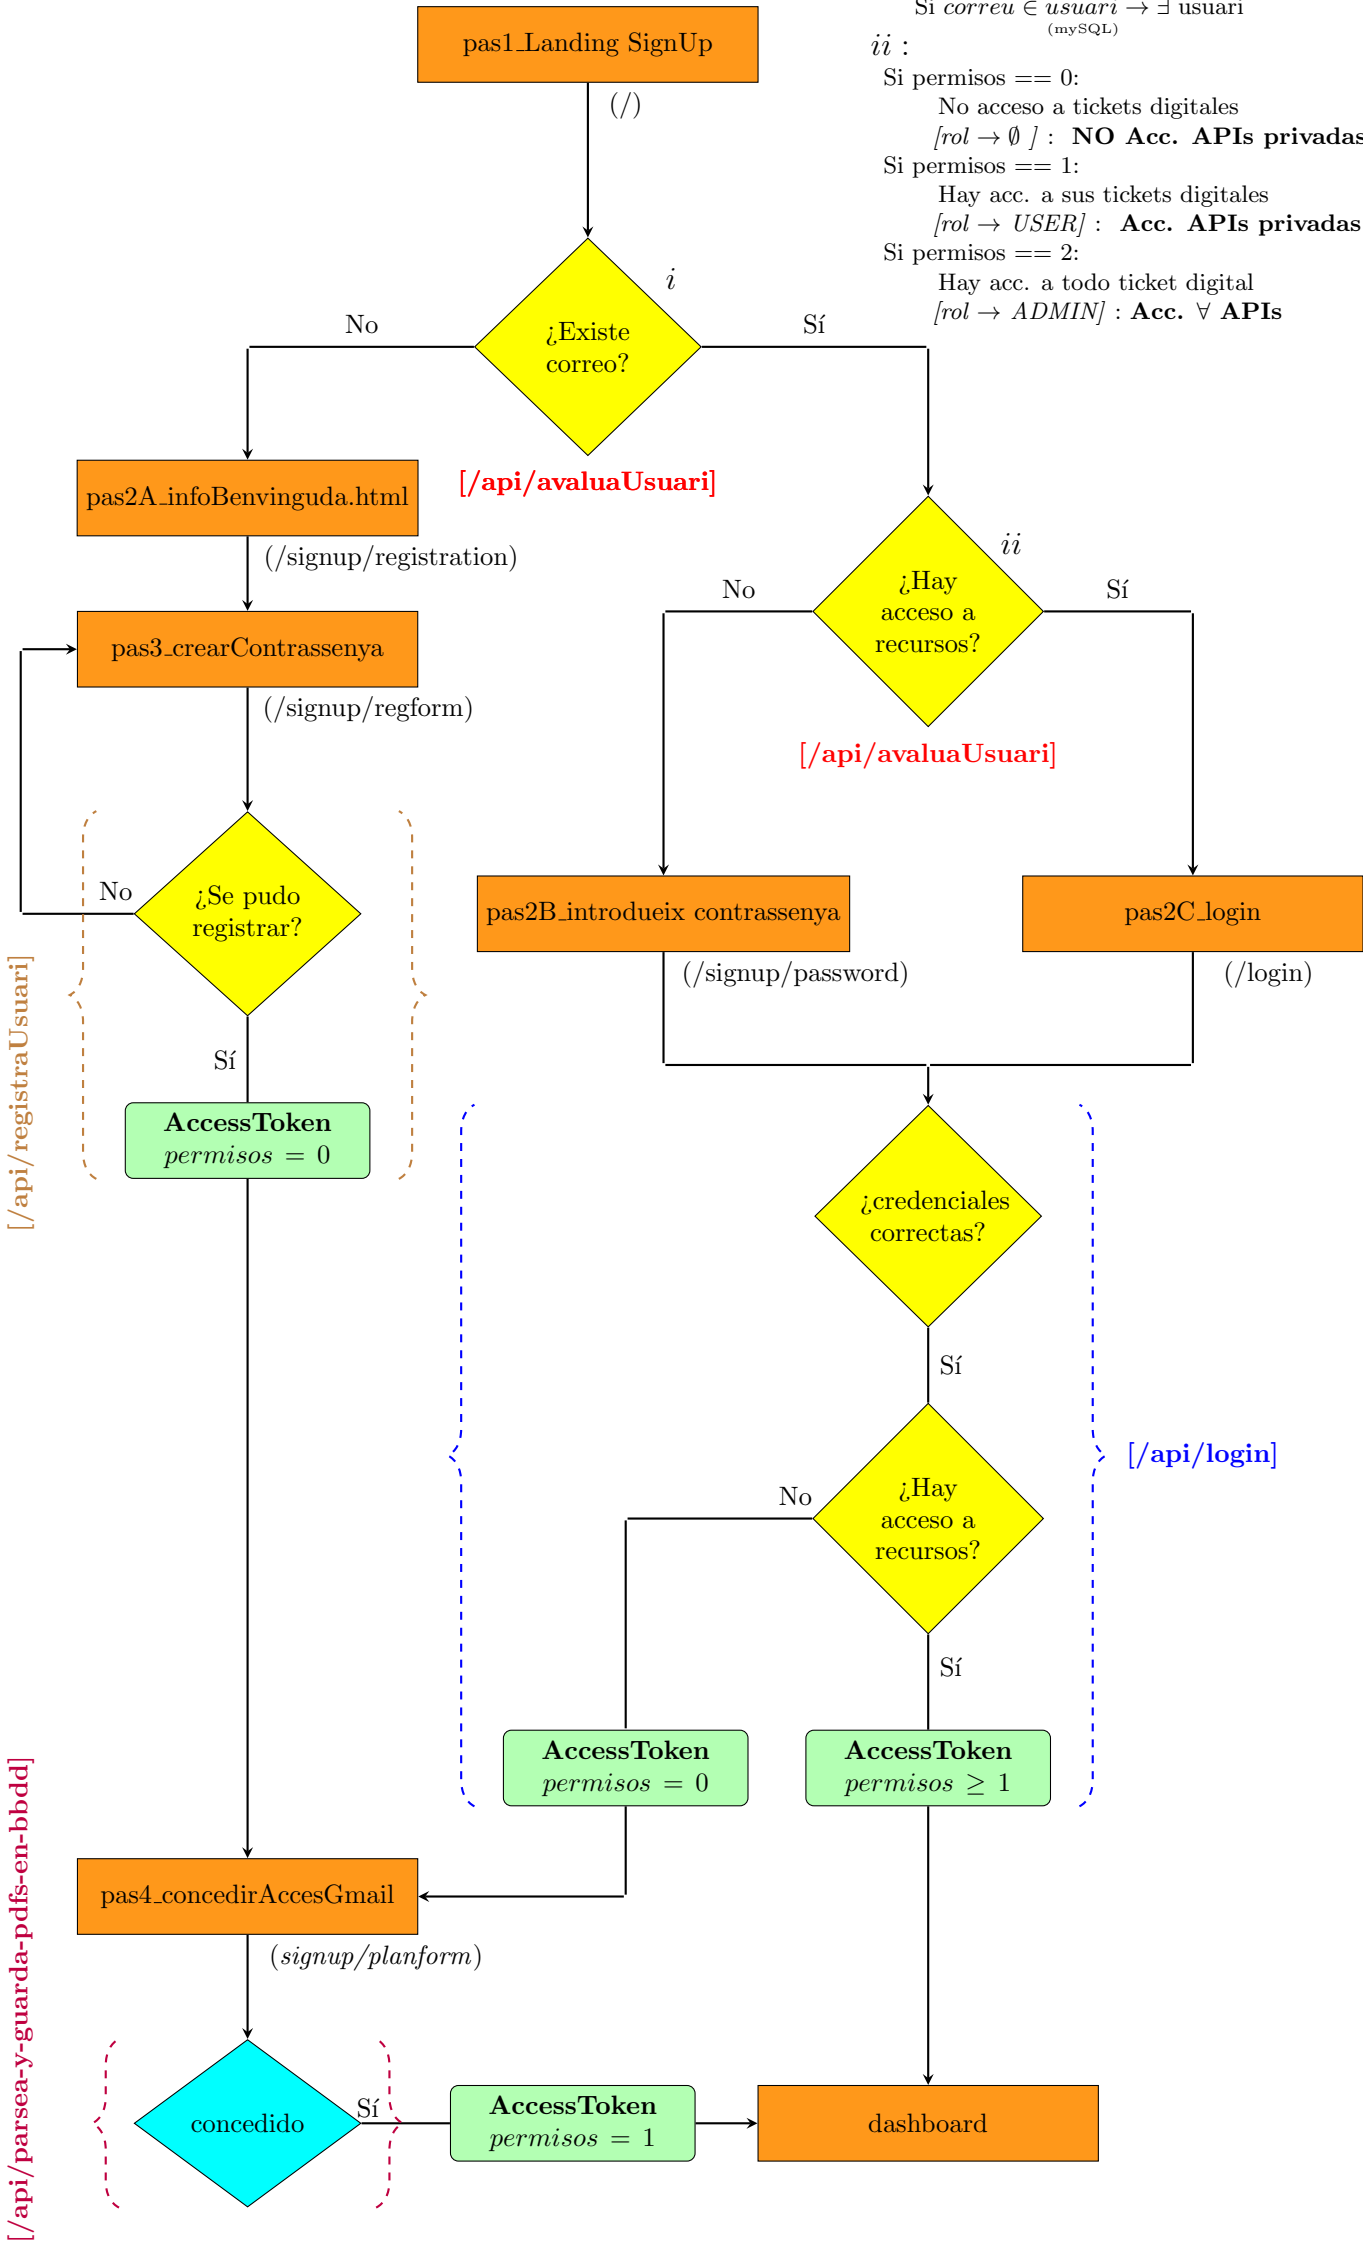 Si correu ∈ usuari → ∃ usuari
(mySQL)
pas1_Landing SignUp
(/)
ii :
Si permisos == 0:
No acceso a tickets digitales
[rol → ∅ ] : NO Acc. APIs privadas
Si permisos == 1:
Hay acc. a sus tickets digitales
[rol → USER] : Acc. APIs privadas
Si permisos == 2:
Hay acc. a todo ticket digital
[rol → ADMIN] : Acc. ∀ APIs
i
No
Sí
¿Existe
correo?
[/api/avaluaUsuari]
pas2A_infoBenvinguda.html
(/signup/registration)
ii
¿Hay
acceso a
recursos?
No
Sí
[/api/avaluaUsuari]
pas3_crearContrassenya
(/signup/regform)
No
¿Se pudo
registrar?
Sí
[/api/registraUsuari]
AccessToken
permisos = 0
pas2B_introdueix contrassenya
(/signup/password)
pas2C_login
(/login)
¿credenciales
correctas?
Sí
[/api/login]
No
¿Hay
acceso a
recursos?
Sí
AccessToken
permisos = 0
AccessToken
permisos ≥ 1
pas4_concedirAccesGmail
(signup/planform)
[/api/parsea-y-guarda-pdfs-en-bbdd]
concedido
Sí
AccessToken
permisos = 1
dashboard